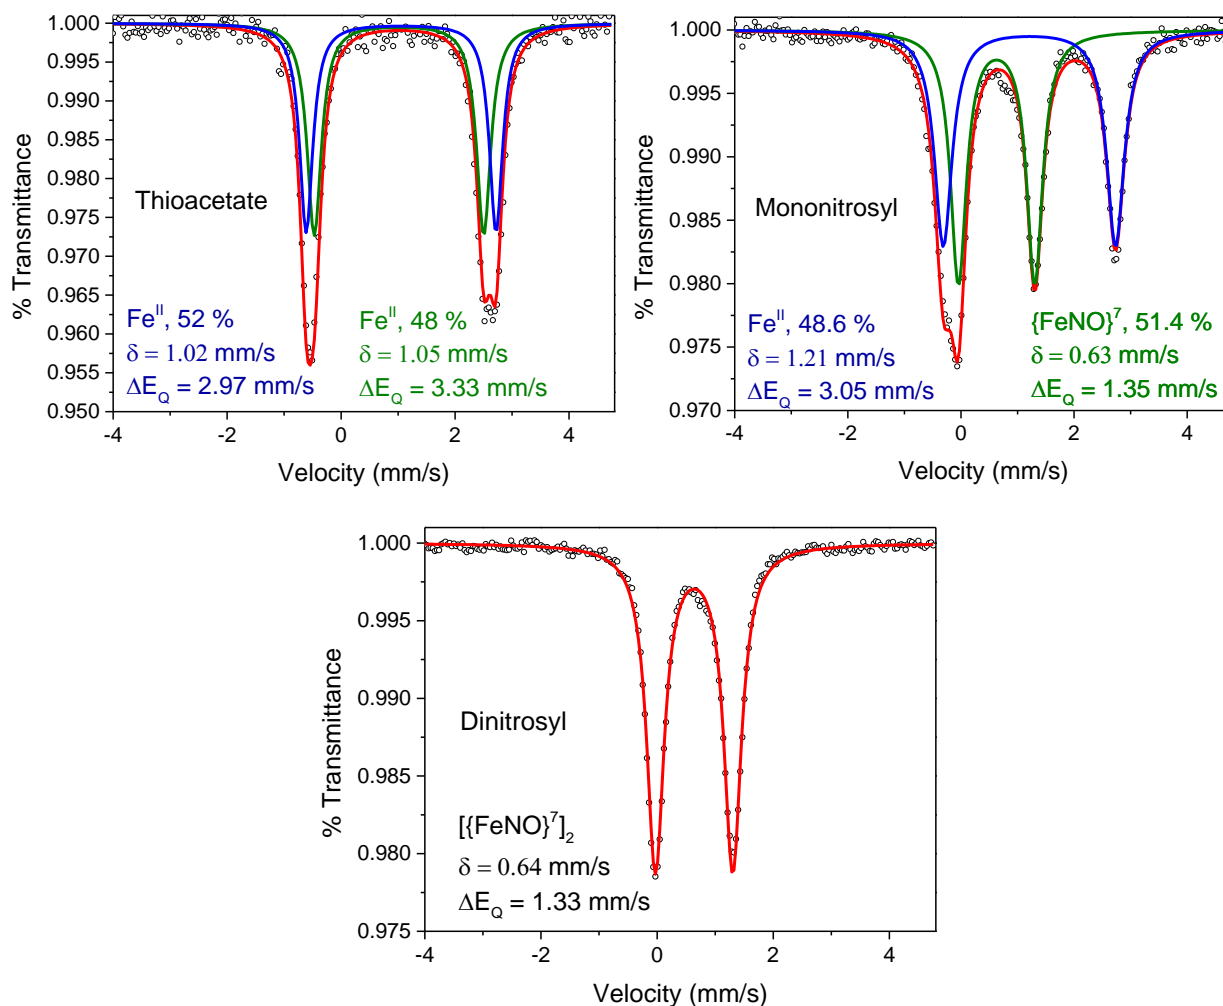 1.000
0.995
0.990
0.985
0.980
0.975
0.970
0.965
0.960
0.955
0.950
% Transmittance
Thioacetate
Fe^II, 52 %
δ = 1.02 mm/s
ΔE_Q = 2.97 mm/s
Fe^II, 48 %
δ = 1.05 mm/s
ΔE_Q = 3.33 mm/s
-4 -2 0 2 4
Velocity (mm/s)
1.000
0.995
0.990
0.985
0.980
0.975
0.970
% Transmittance
Mononitrosyl
Fe^II, 48.6 %
δ = 1.21 mm/s
ΔE_Q = 3.05 mm/s
{FeNO}^7, 51.4 %
δ = 0.63 mm/s
ΔE_Q = 1.35 mm/s
-4 -2 0 2 4
Velocity (mm/s)
1.000
0.995
0.990
0.985
0.980
0.975
% Transmittance
Dinitrosyl
[{FeNO}^7]_2
δ = 0.64 mm/s
ΔE_Q = 1.33 mm/s
-4 -2 0 2 4
Velocity (mm/s)